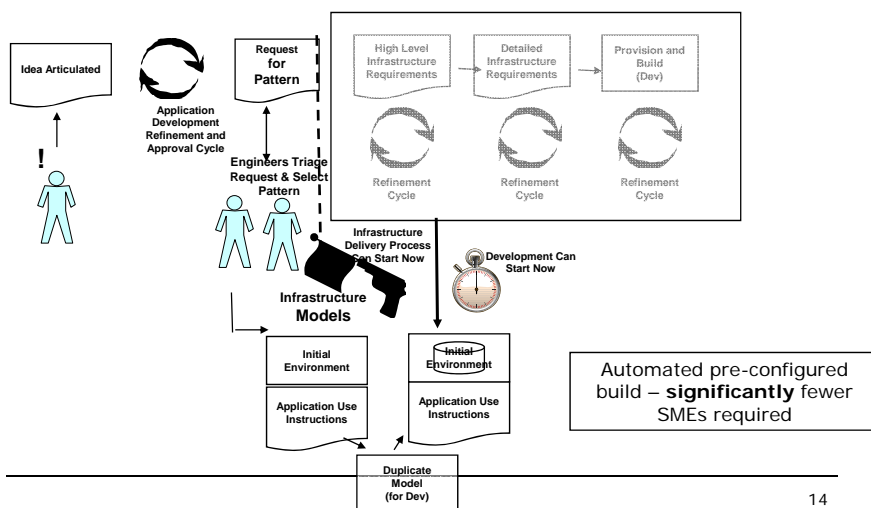 Idea Articulated
Application
Development
Refinement and
Approval Cycle
Request
for
Pattern
High Level
Infrastructure
Requirements
Detailed
Infrastructure
Requirements
Provision and
Build
(Dev)
Refinement
Cycle
Refinement
Cycle
Refinement
Cycle
!
Engineers Triage
Request & Select
Pattern
Infrastructure
Delivery Process
Can Start Now
Development Can
Start Now
Infrastructure
Models
Initial
Environment
Application Use
Instructions
Initial
Environment
Application Use
Instructions
Duplicate
Model
(for Dev)
Automated pre-configured
build – significantly fewer
SMEs required
14